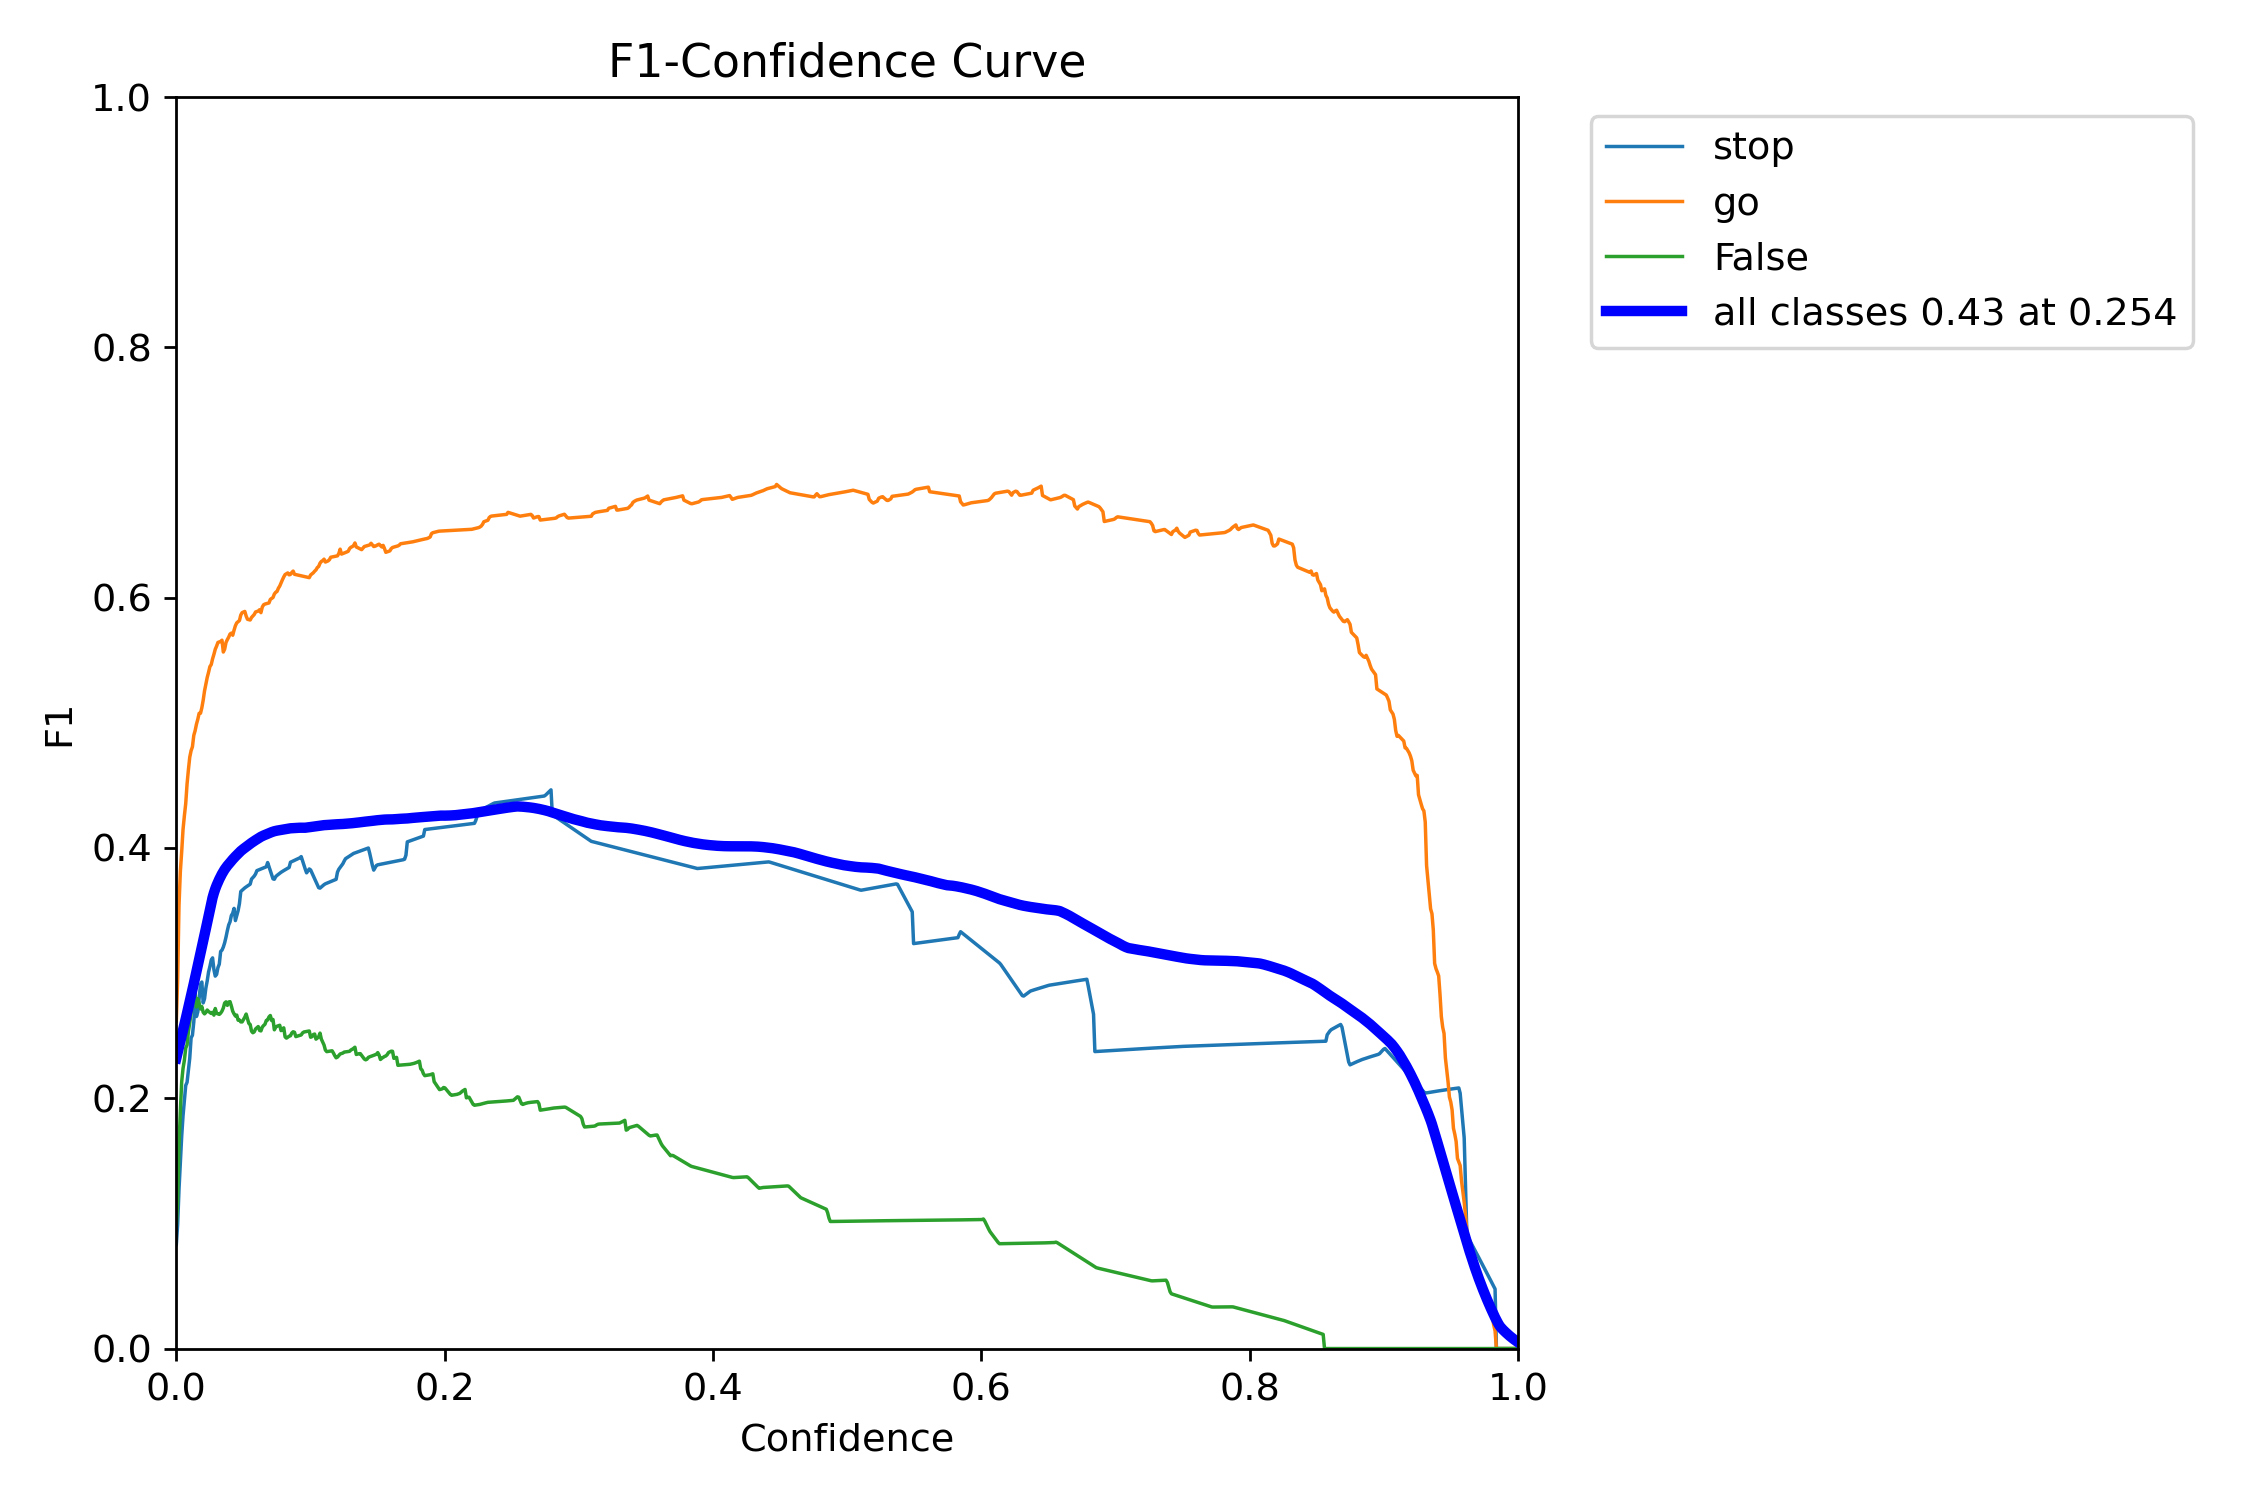 F1-Confidence Curve
1.0
0.8
0.6
0.4
0.2
0.0
F1
0.0 0.2 0.4 0.6 0.8 1.0
Confidence
stop
go
False
all classes 0.43 at 0.254